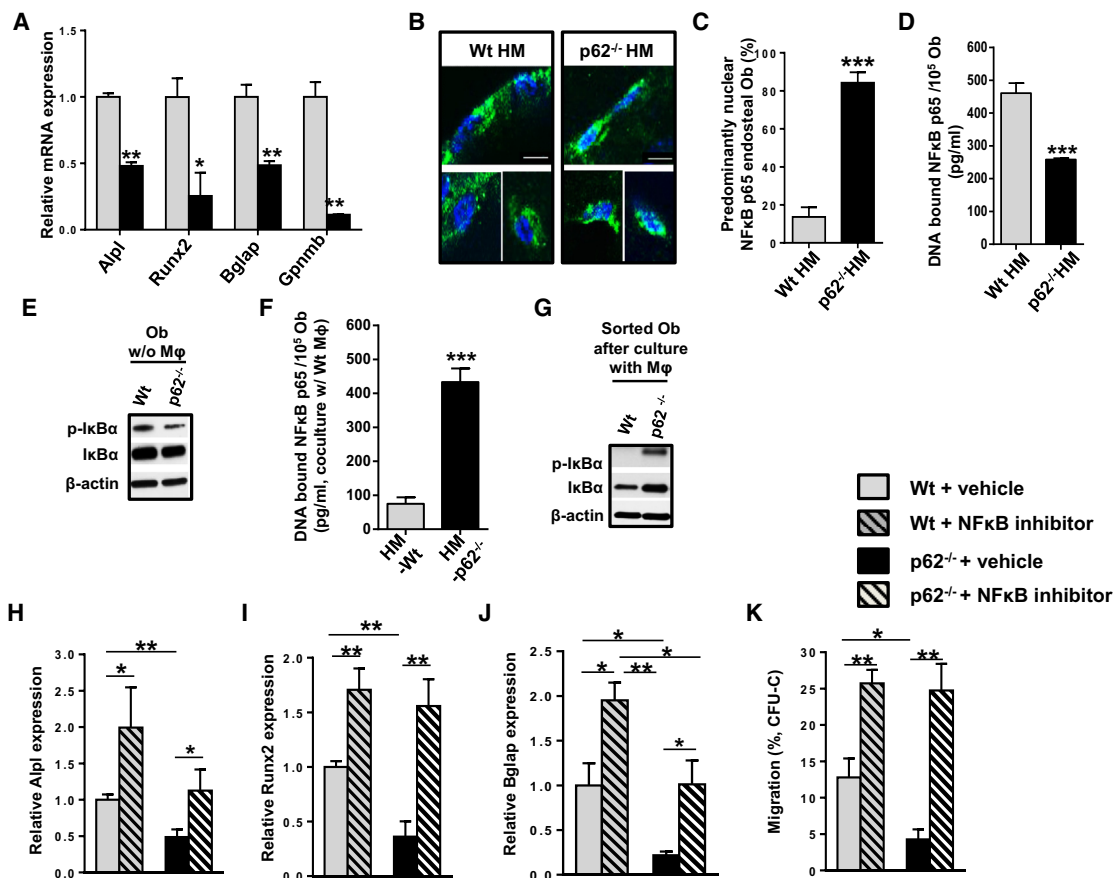 A
Relative mRNA expression
1.5
1.0
0.5
0.0
**
*
**
**
Alpl
Runx2
Bglap
Gpnmb
B
Wt HM
p62-/- HM
C
Predominantly nuclear
NFκB p65 endosteal Ob (%)
100
80
60
40
20
0
***
Wt HM
p62-/-HM
D
DNA bound NFκB p65 /10⁵ Ob
(pg/ml)
600
500
400
300
200
100
0
***
Wt HM
p62-/-HM
E
Ob
w/o Mφ
Wt
p62-/-
p-IκBα
IκBα
β-actin
F
DNA bound NFκB p65 /10⁵ Ob
(pg/ml, coculture w/ Wt Mφ)
600
500
400
300
200
100
0
***
HM
-Wt
HM
-p62-/-
G
Sorted Ob
after culture
with Mφ
Wt
p62 -/-
p-IκBα
IκBα
β-actin
Wt + vehicle
Wt + NFκB inhibitor
p62-/- + vehicle
p62-/- + NFκB inhibitor
H
Relative Alpl expression
3.0
2.5
2.0
1.5
1.0
0.5
0.0
**
*
*
I
Relative Runx2 expression
2.0
1.5
1.0
0.5
0.0
**
**
**
J
Relative Bglap expression
2.5
2.0
1.5
1.0
0.5
0.0
*
*
*
**
*
K
Migration (%, CFU-C)
30
25
20
15
10
5
0
*
**
**